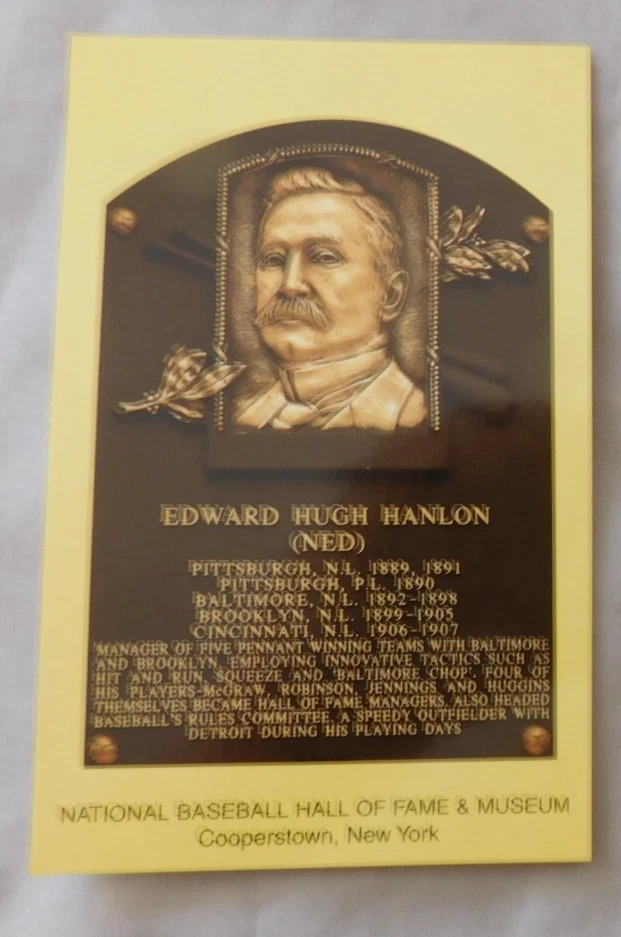 EDWARD HUGH HANLON
(NED)
PITTSBURGH, N.L. 1889, 1891
PITTSBURGH, P.L. 1890
BALTIMORE, N.L. 1892-1898
BROOKLYN, N.L. 1899-1905
CINCINNATI, N.L. 1906-1907
MANAGER OF FIVE PENNANT WINNING TEAMS WITH BALTIMORE
AND BROOKLYN, EMPLOYING INNOVATIVE TACTICS SUCH AS
HIT AND RUN, SQUEEZE AND 'BALTIMORE CHOP'. FOUR OF
HIS PLAYERS-McGRAW, ROBINSON, JENNINGS AND HUGGINS
THEMSELVES BECAME HALL OF FAME MANAGERS. ALSO HEADED
BASEBALL'S RULES COMMITTEE. A SPEEDY OUTFIELDER WITH
DETROIT DURING HIS PLAYING DAYS
NATIONAL BASEBALL HALL OF FAME & MUSEUM
Cooperstown, New York